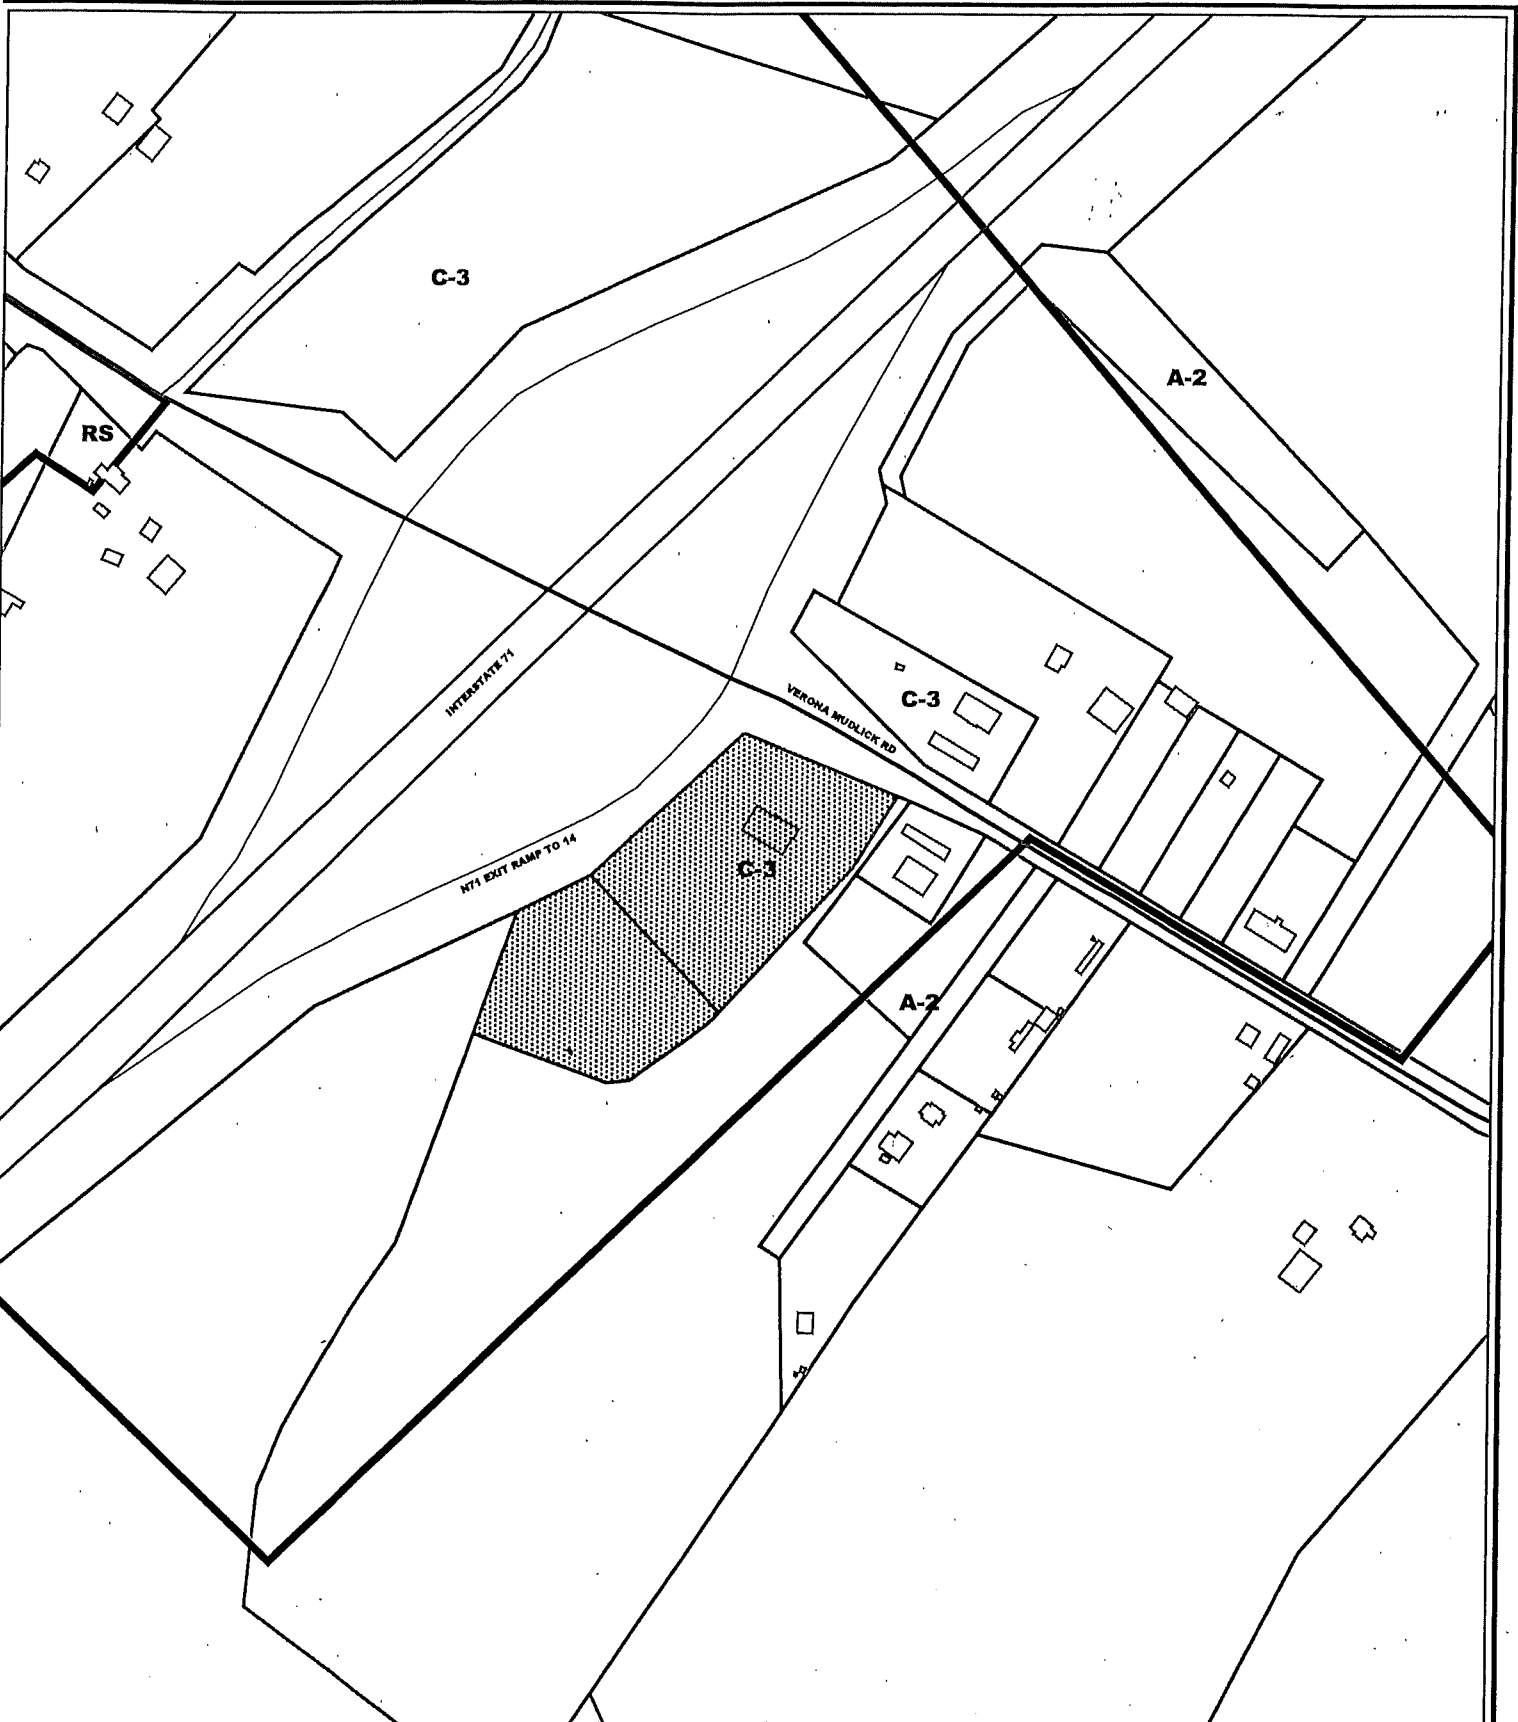 C-3
A-2
RS
INTERSTATE 71
VERONA MUDLICK RD
C-3
N71 EXIT RAMP TO 14
C-3
A-2